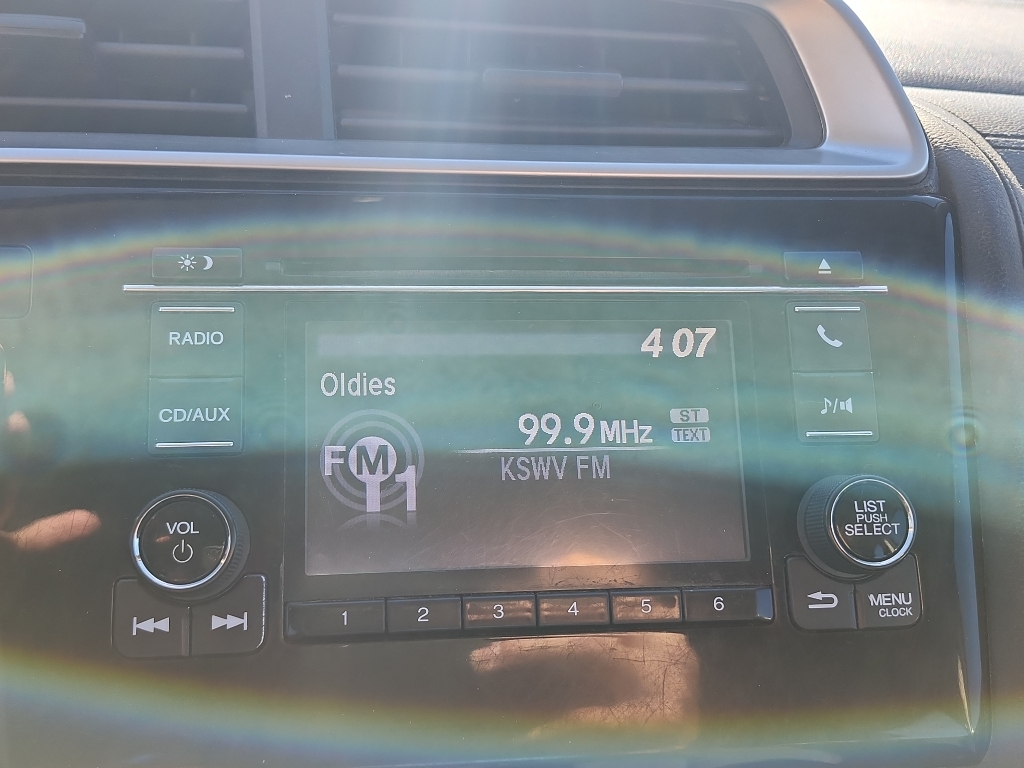 RADIO
CD/AUX
4 07
Oldies
99.9 MHz
ST
TEXT
KSWV FM
FM 1
VOL
LIST
PUSH
SELECT
1 2 3 4 5 6
MENU
CLOCK